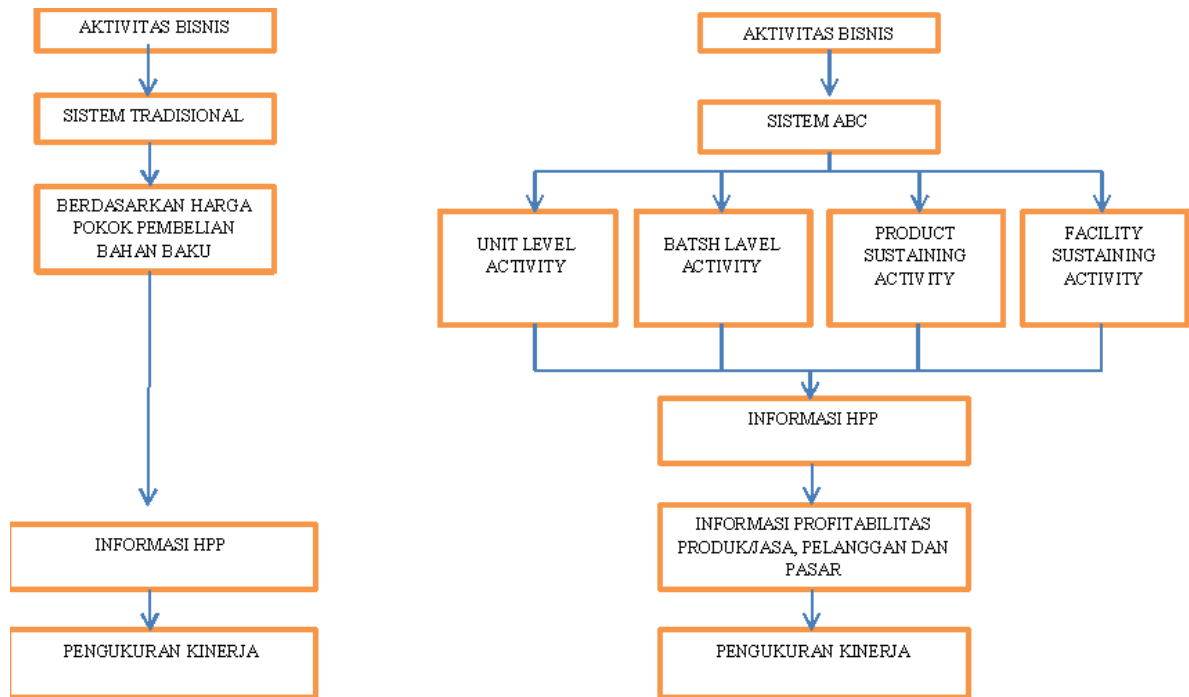 AKTIVITAS BISNIS
SISTEM TRADISIONAL
BERDASARKAN HARGA
POKOK PEMBELIAN
BAHAN BAKU
INFORMASI HPP
PENGUKURAN KINERJA
AKTIVITAS BISNIS
SISTEM ABC
UNIT LEVEL
ACTIVITY
BATSH LAVEL
ACTIVITY
PRODUCT
SUSTAINING
ACTIVITY
FACILITY
SUSTAINING
ACTIVITY
INFORMASI HPP
INFORMASI PROFITABILITAS
PRODUK/JASA, PELANGGAN DAN
PASAR
PENGUKURAN KINERJA